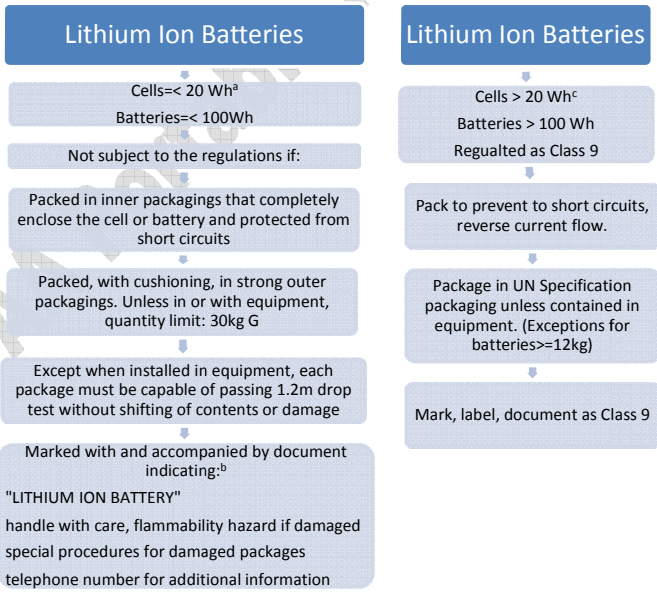 Lithium Ion Batteries
Cells=< 20 Whᵃ
Batteries=< 100Wh
Not subject to the regulations if:
Packed in inner packagings that completely
enclose the cell or battery and protected from
short circuits
Packed, with cushioning, in strong outer
packagings. Unless in or with equipment,
quantity limit: 30kg G
Except when installed in equipment, each
package must be capable of passing 1.2m drop
test without shifting of contents or damage
Marked with and accompanied by document
indicating:ᵇ
"LITHIUM ION BATTERY"
handle with care, flammability hazard if damaged
special procedures for damaged packages
telephone number for additional information
Lithium Ion Batteries
Cells > 20 Whᶜ
Batteries > 100 Wh
Regualted as Class 9
Pack to prevent to short circuits,
reverse current flow.
Package in UN Specification
packaging unless contained in
equipment. (Exceptions for
batteries>=12kg)
Mark, label, document as Class 9